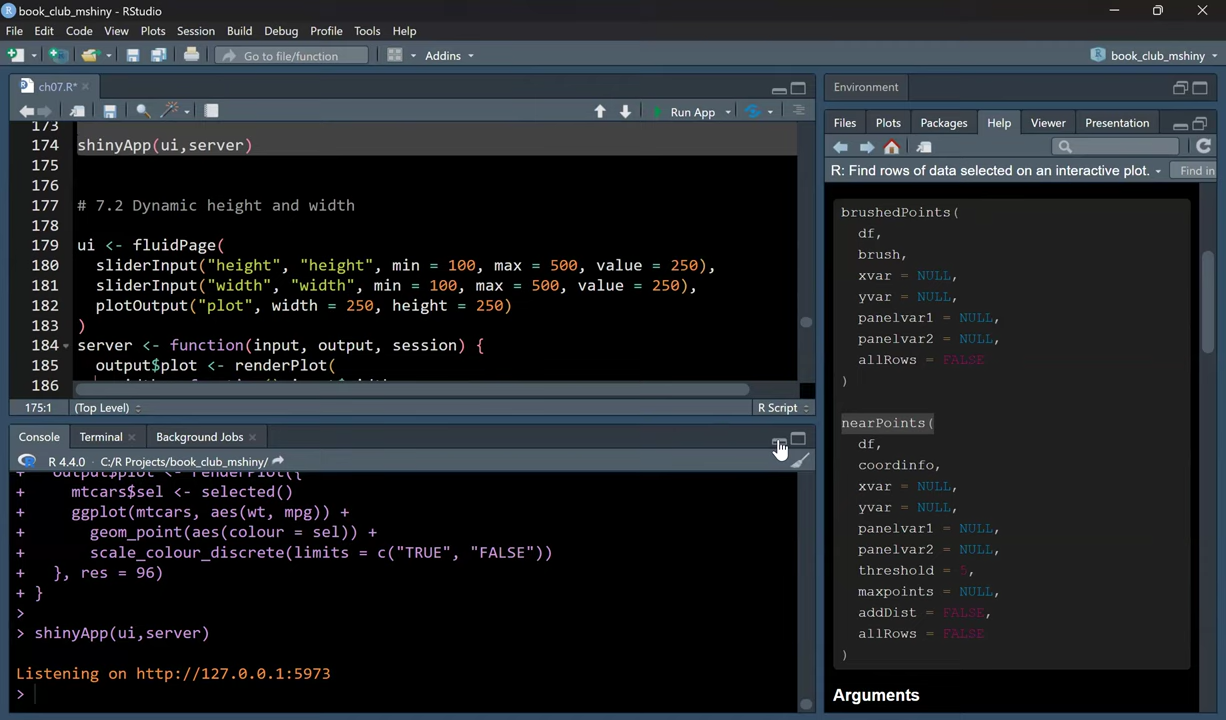 book_club_mshiny - RStudio
File Edit Code View Plots Session Build Debug Profile Tools Help
Go to file/function Addins book_club_mshiny
ch07.R*
Run App
173
174 shinyApp(ui,server)
175
176
177 # 7.2 Dynamic height and width
178
179 ui <- fluidPage(
180 sliderInput("height", "height", min = 100, max = 500, value = 250),
181 sliderInput("width", "width", min = 100, max = 500, value = 250),
182 plotOutput("plot", width = 250, height = 250)
183 )
184 server <- function(input, output, session) {
185 output$plot <- renderPlot(
186
175:1 (Top Level) R Script
Console Terminal Background Jobs
R 4.4.0 · C:/R Projects/book_club_mshiny/
+ output$plot <- renderPlot({
+ mtcars$sel <- selected()
+ ggplot(mtcars, aes(wt, mpg)) +
+ geom_point(aes(colour = sel)) +
+ scale_colour_discrete(limits = c("TRUE", "FALSE"))
+ }, res = 96)
+ }
>
> shinyApp(ui,server)
Listening on http://127.0.0.1:5973
>
Environment
Files Plots Packages Help Viewer Presentation
R: Find rows of data selected on an interactive plot. Find in
brushedPoints(
df,
brush,
xvar = NULL,
yvar = NULL,
panelvar1 = NULL,
panelvar2 = NULL,
allRows = FALSE
)
nearPoints(
df,
coordinfo,
xvar = NULL,
yvar = NULL,
panelvar1 = NULL,
panelvar2 = NULL,
threshold = 5,
maxpoints = NULL,
addDist = FALSE,
allRows = FALSE
)
Arguments